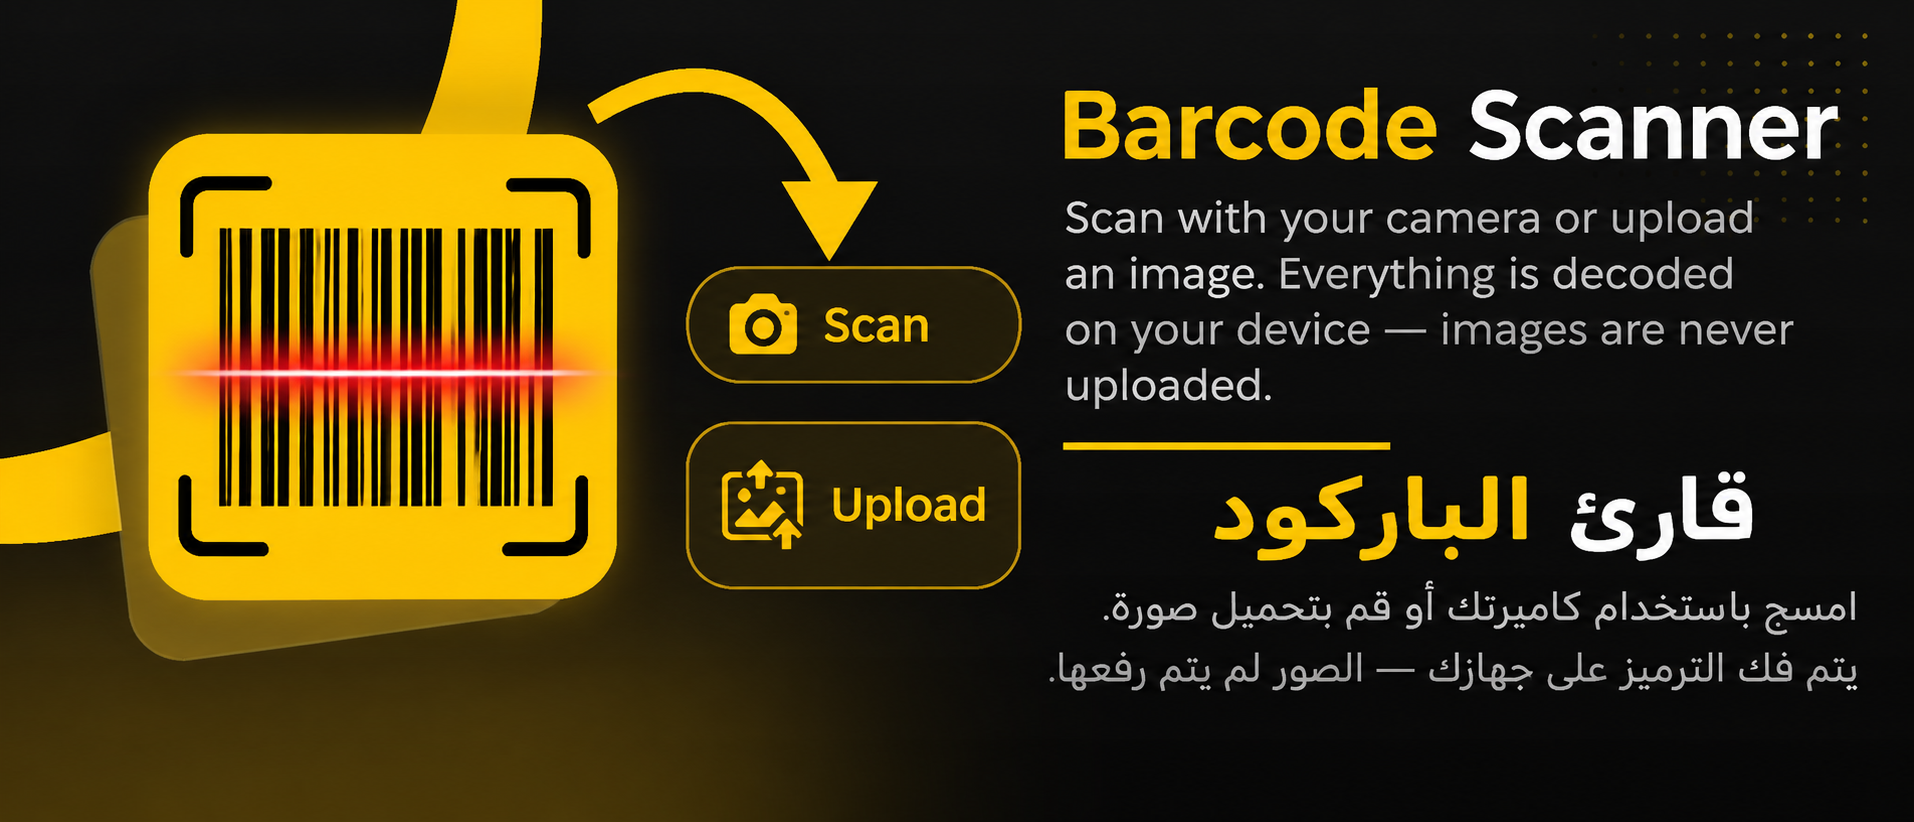 Scan
Upload
Barcode Scanner
Scan with your camera or upload
an image. Everything is decoded
on your device — images are never
uploaded.
قارئ الباركود
امسح باستخدام كاميرتك أو قم بتحميل صورة.
يتم فك الترميز على جهازك — الصور لم يتم رفعها.